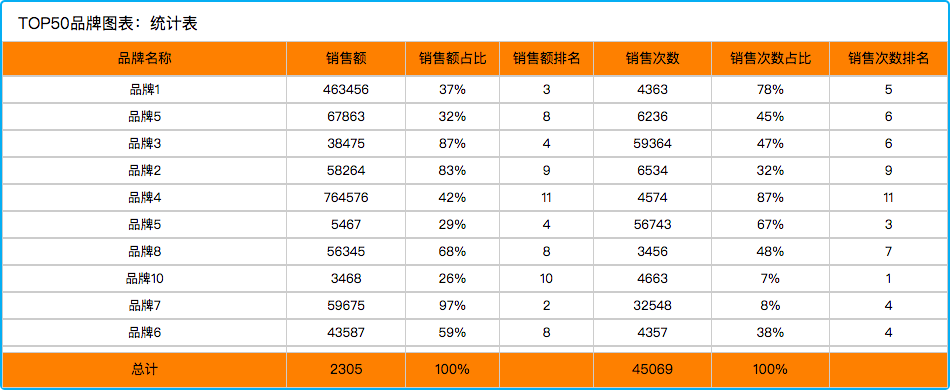 TOP50品牌图表：统计表
品牌名称 销售额 销售额占比 销售额排名 销售次数 销售次数占比 销售次数排名
品牌1 463456 37% 3 4363 78% 5
品牌5 67863 32% 8 6236 45% 6
品牌3 38475 87% 4 59364 47% 6
品牌2 58264 83% 9 6534 32% 9
品牌4 764576 42% 11 4574 87% 11
品牌5 5467 29% 4 56743 67% 3
品牌8 56345 68% 8 3456 48% 7
品牌10 3468 26% 10 4663 7% 1
品牌7 59675 97% 2 32548 8% 4
品牌6 43587 59% 8 4357 38% 4
总计 2305 100% 45069 100%